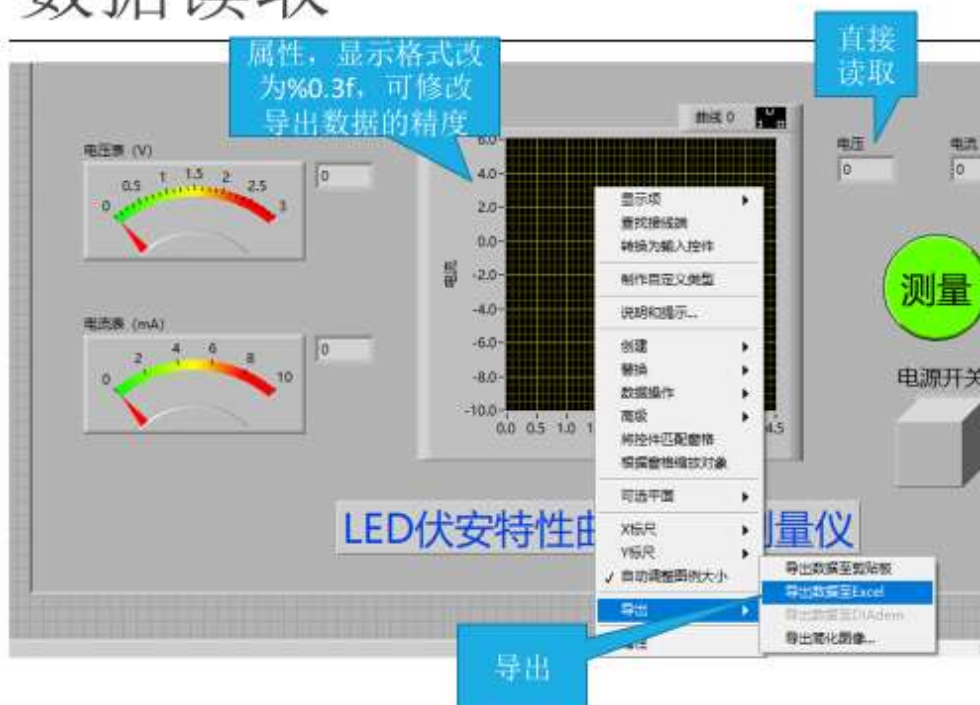 数据读取
属性，显示格式改
为%0.3f，可修改
导出数据的精度
直接
读取
曲线 0
电压表 (V)
0 0.5 1 1.5 2 2.5 3
0
电流表 (mA)
0 2 4 6 8 10
0
电流
6.0
4.0
2.0
0.0
-2.0
-4.0
-6.0
-8.0
-10.0
0.0 0.5 1.0 1 4.5
显示项
查找接线端
转换为输入控件
制作自定义类型
说明和提示...
创建
替换
数据操作
高级
将控件匹配窗格
根据窗格缩放对象
可选平面
X标尺
Y标尺
✓ 自动调整图例大小
导出
属性
导出数据至剪贴板
导出数据至Excel
导出数据至DIAdem
导出简化图像...
电压
0
电流
0
测量
电源开关
LED伏安特性曲 测量仪
导出